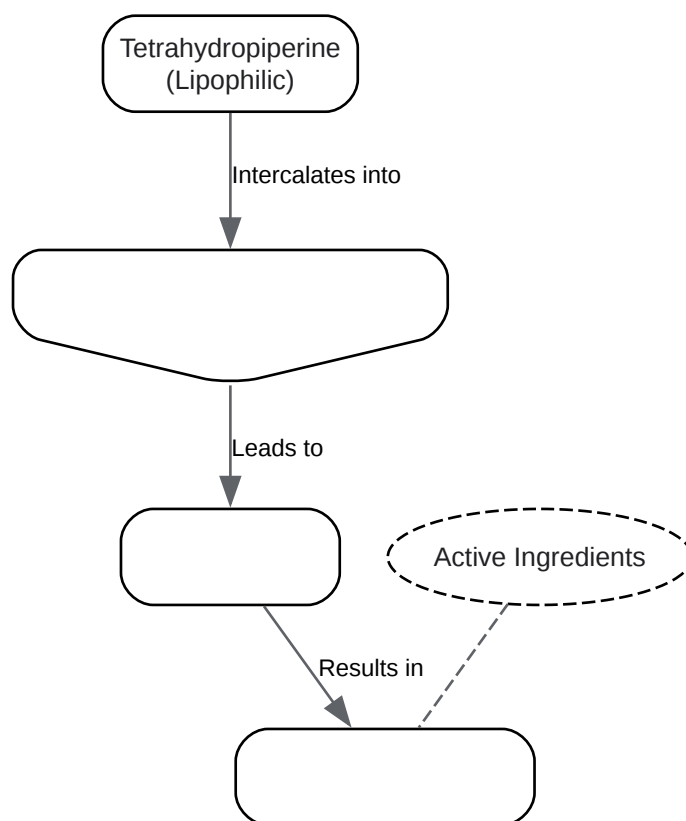 Tetrahydropiperine
(Lipophilic)
Intercalates into
Leads to
Active Ingredients
Results in